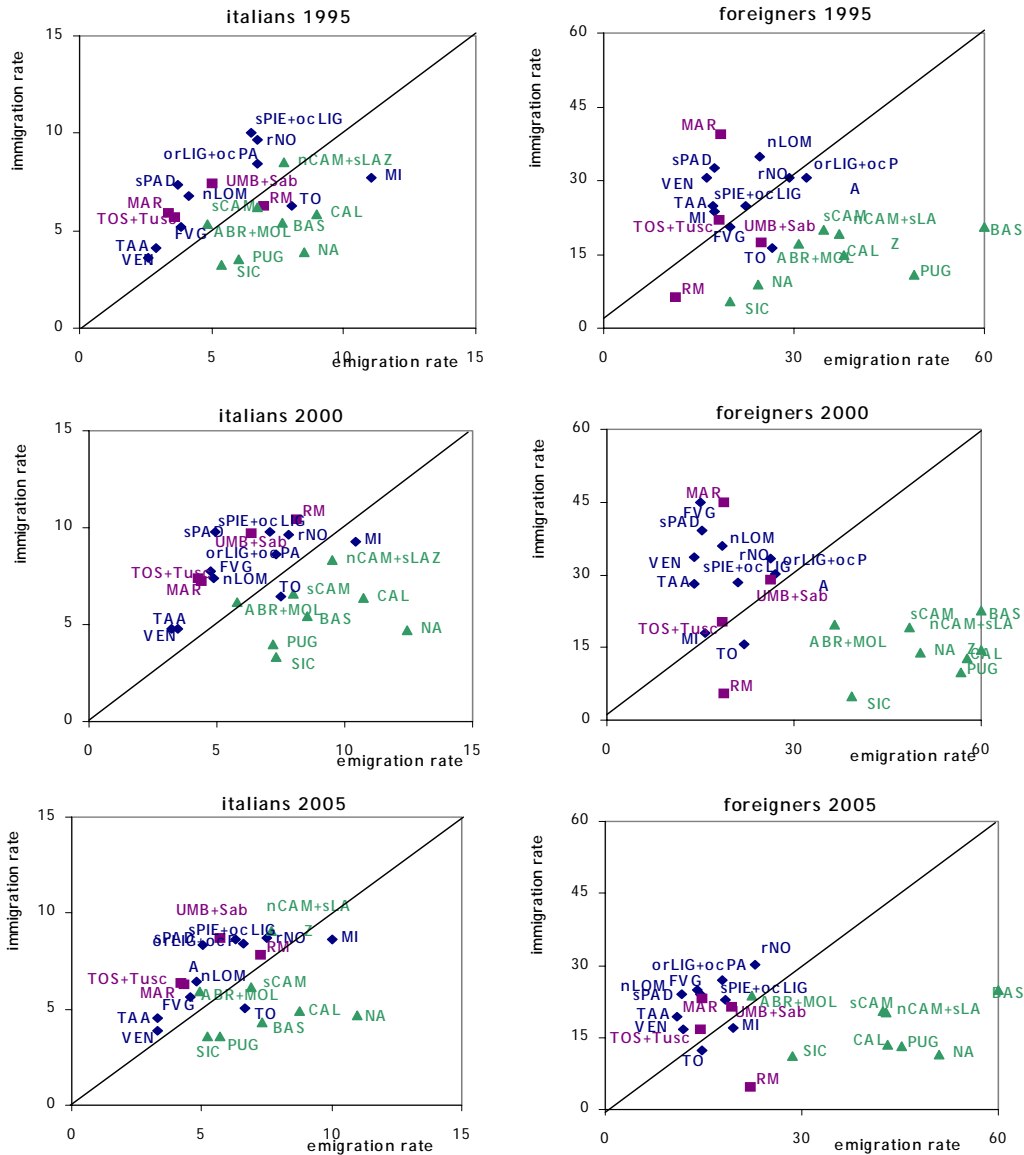 italians 1995
immigration rate
15
10
5
0
sPIE+ocLIG
rNO
orLIG+ocPA
nCAM+sLAZ
MI
sPAD
UMB+Sab
nLOM
MAR
sCAM
RM
TO
TOS+Tusc
CAL
FVG
ABR+MOL
BAS
TAA
VEN
PUG
NA
SIC
0 5 10 15
emigration rate
foreigners 1995
immigration rate
60
45
30
15
0
MAR
nLOM
sPAD
rNO
orLIG+ocP
A
VEN
sPIE+ocLIG
TAA
MI
sCAM
nCAM+sLA
Z
TOS+Tusc
UMB+Sab
FVG
BAS
TO
ABR+MOL
CAL
PUG
RM
NA
SIC
0 30 60
emigration rate
italians 2000
immigration rate
15
10
5
0
RM
sPIE+ocLIG
sPAD
rNO
MI
UMB+Sab
orLIG+ocPA
nCAM+sLAZ
TOS+Tusc
FVG
nLOM
MAR
TO
sCAM
CAL
ABR+MOL
BAS
TAA
VEN
NA
PUG
SIC
0 5 10 15
emigration rate
foreigners 2000
immigration rate
60
45
30
15
0
MAR
FVG
sPAD
nLOM
rNO
orLIG+ocP
A
VEN
sPIE+ocLIG
TAA
UMB+Sab
sCAM
BAS
nCAM+sLA
Z
TOS+Tusc
MI
ABR+MOL
NA
CAL
TO
PUG
RM
SIC
0 30 60
emigration rate
italians 2005
immigration rate
15
10
5
0
UMB+Sab
nCAM+sLA
Z
sPIE+ocLIG
sPAD
orLIG+ocP
A
rNO
MI
RM
TOS+Tusc
nLOM
MAR
sCAM
ABR+MOL
FVG
TO
CAL
NA
TAA
BAS
VEN
SIC
PUG
0 5 10 15
emigration rate
foreigners 2005
immigration rate
60
45
30
15
0
rNO
orLIG+ocPA
nLOM
FVG
sPIE+ocLIG
sPAD
ABR+MOL
BAS
MAR
UMB+Sab
sCAM
nCAM+sLA
TAA
VEN
MI
TOS+Tusc
CAL
PUG
NA
TO
SIC
RM
0 30 60
emigration rate